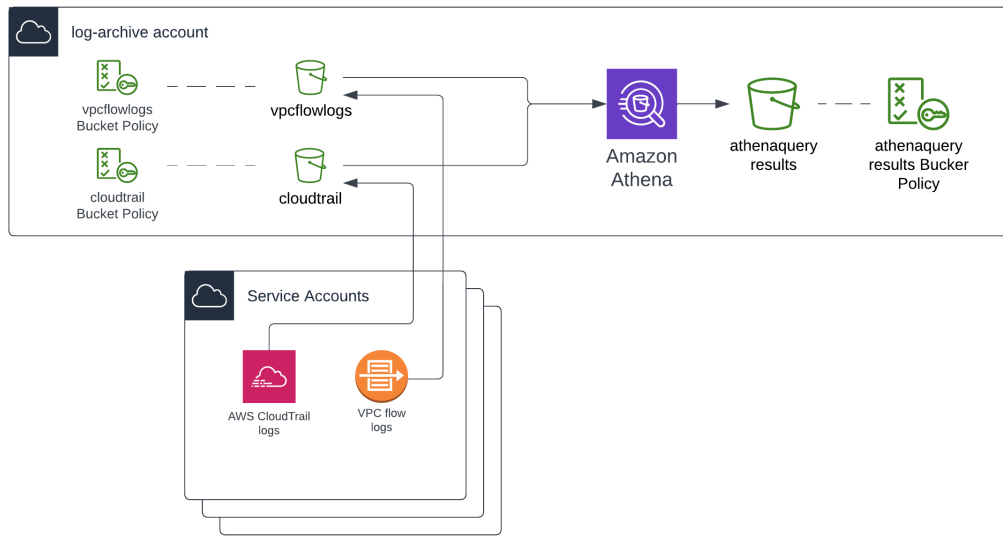 log-archive account
vpcflowlogs
Bucket Policy
vpcflowlogs
cloudtrail
Bucket Policy
cloudtrail
Amazon
Athena
athenaquery
results
athenaquery
results Bucker
Policy
Service Accounts
AWS CloudTrail
logs
VPC flow
logs